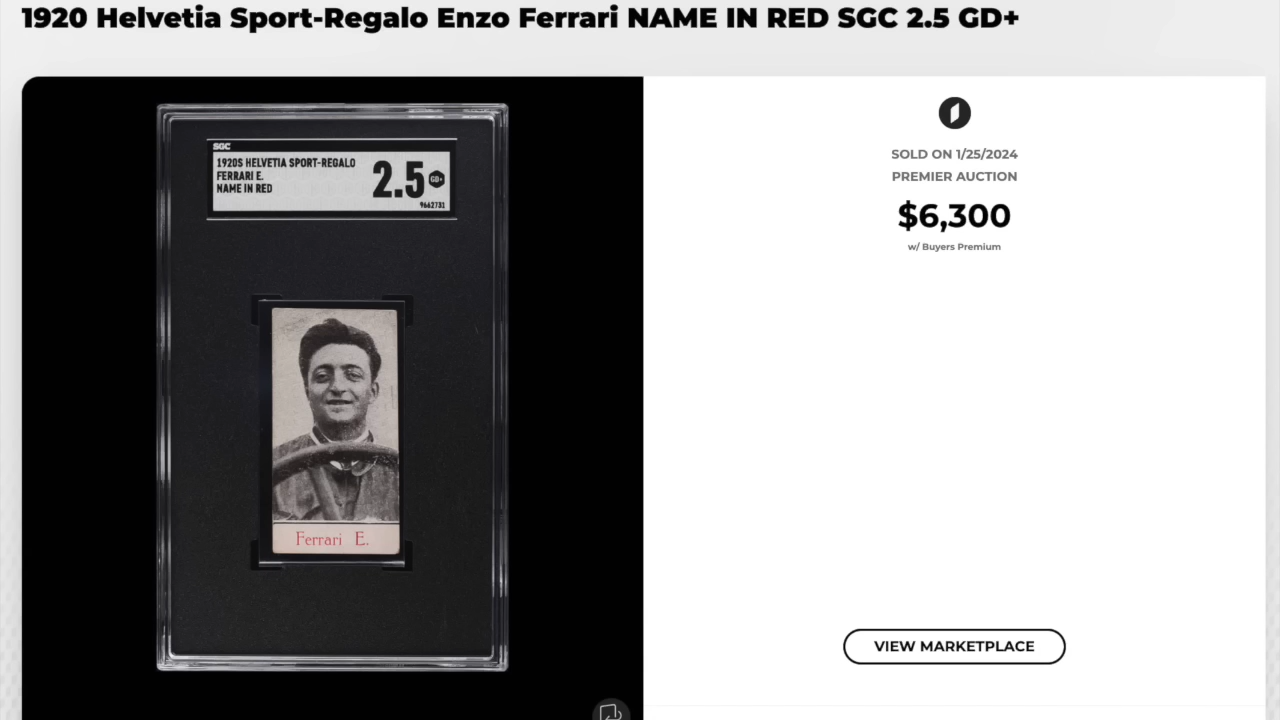 1920 Helvetia Sport-Regalo Enzo Ferrari NAME IN RED SGC 2.5 GD+
SGC
1920S HELVETIA SPORT-REGALO
FERRARI E.
NAME IN RED
2.5
GD+
9662731
Ferrari E.
SOLD ON 1/25/2024
PREMIER AUCTION
$6,300
w/ Buyers Premium
VIEW MARKETPLACE